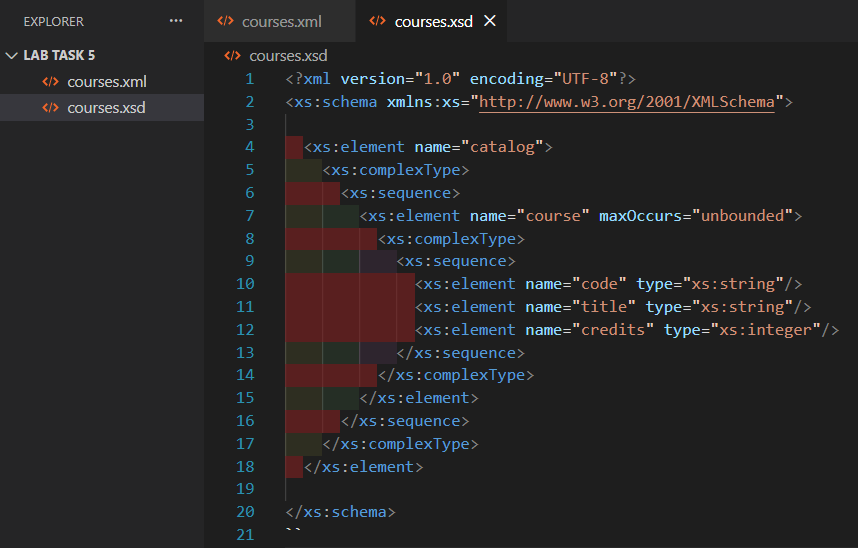 EXPLORER ···
LAB TASK 5
courses.xml
courses.xsd
courses.xml courses.xsd
courses.xsd
1 <?xml version="1.0" encoding="UTF-8"?>
2 <xs:schema xmlns:xs="http://www.w3.org/2001/XMLSchema">
3
4   <xs:element name="catalog">
5     <xs:complexType>
6       <xs:sequence>
7         <xs:element name="course" maxOccurs="unbounded">
8           <xs:complexType>
9             <xs:sequence>
10               <xs:element name="code" type="xs:string"/>
11               <xs:element name="title" type="xs:string"/>
12               <xs:element name="credits" type="xs:integer"/>
13             </xs:sequence>
14           </xs:complexType>
15         </xs:element>
16       </xs:sequence>
17     </xs:complexType>
18   </xs:element>
19
20 </xs:schema>
21 ``